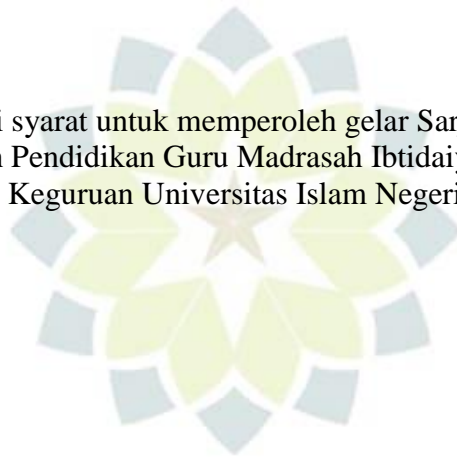 i syarat untuk memperoleh gelar Sar
n Pendidikan Guru Madrasah Ibtidaiy
Keguruan Universitas Islam Negeri